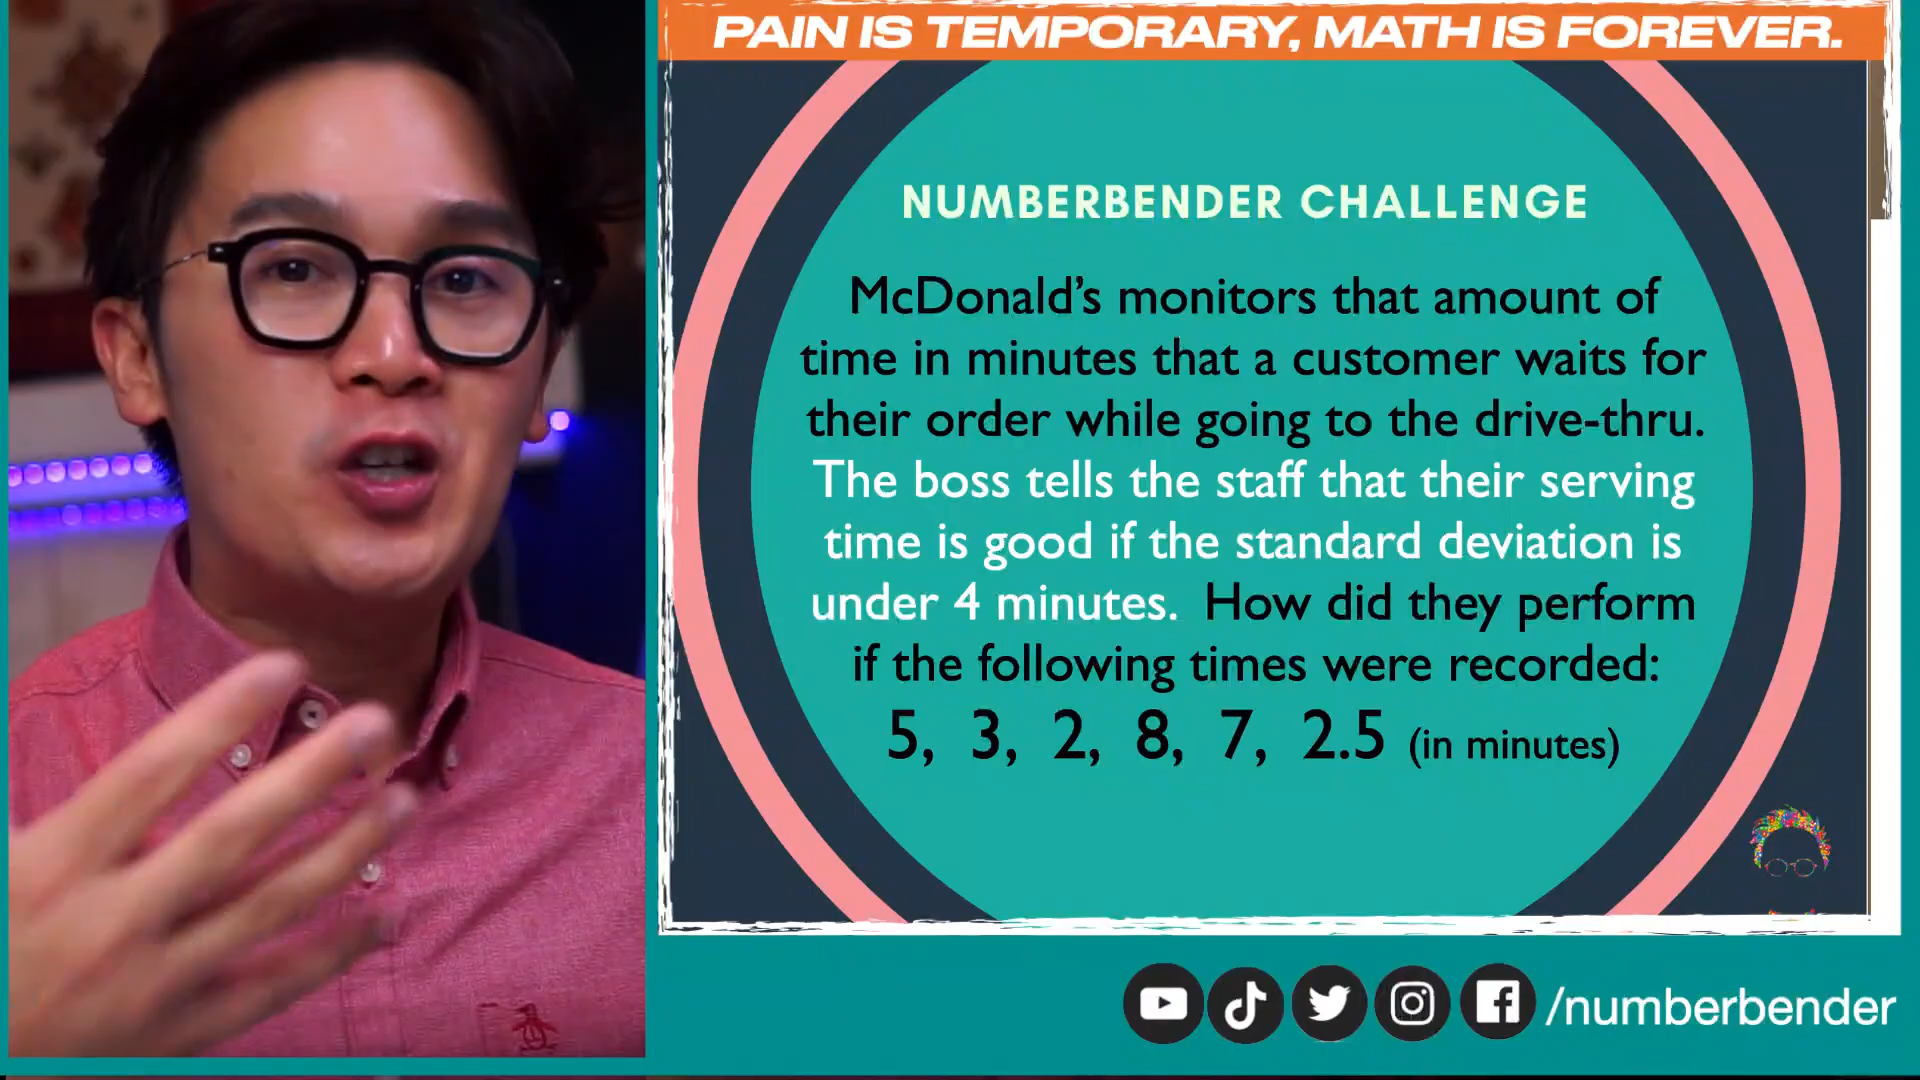 PAIN IS TEMPORARY, MATH IS FOREVER.
NUMBERBENDER CHALLENGE
McDonald's monitors that amount of
time in minutes that a customer waits for
their order while going to the drive-thru.
The boss tells the staff that their serving
time is good if the standard deviation is
under 4 minutes. How did they perform
if the following times were recorded:
5, 3, 2, 8, 7, 2.5 (in minutes)
/numberbender